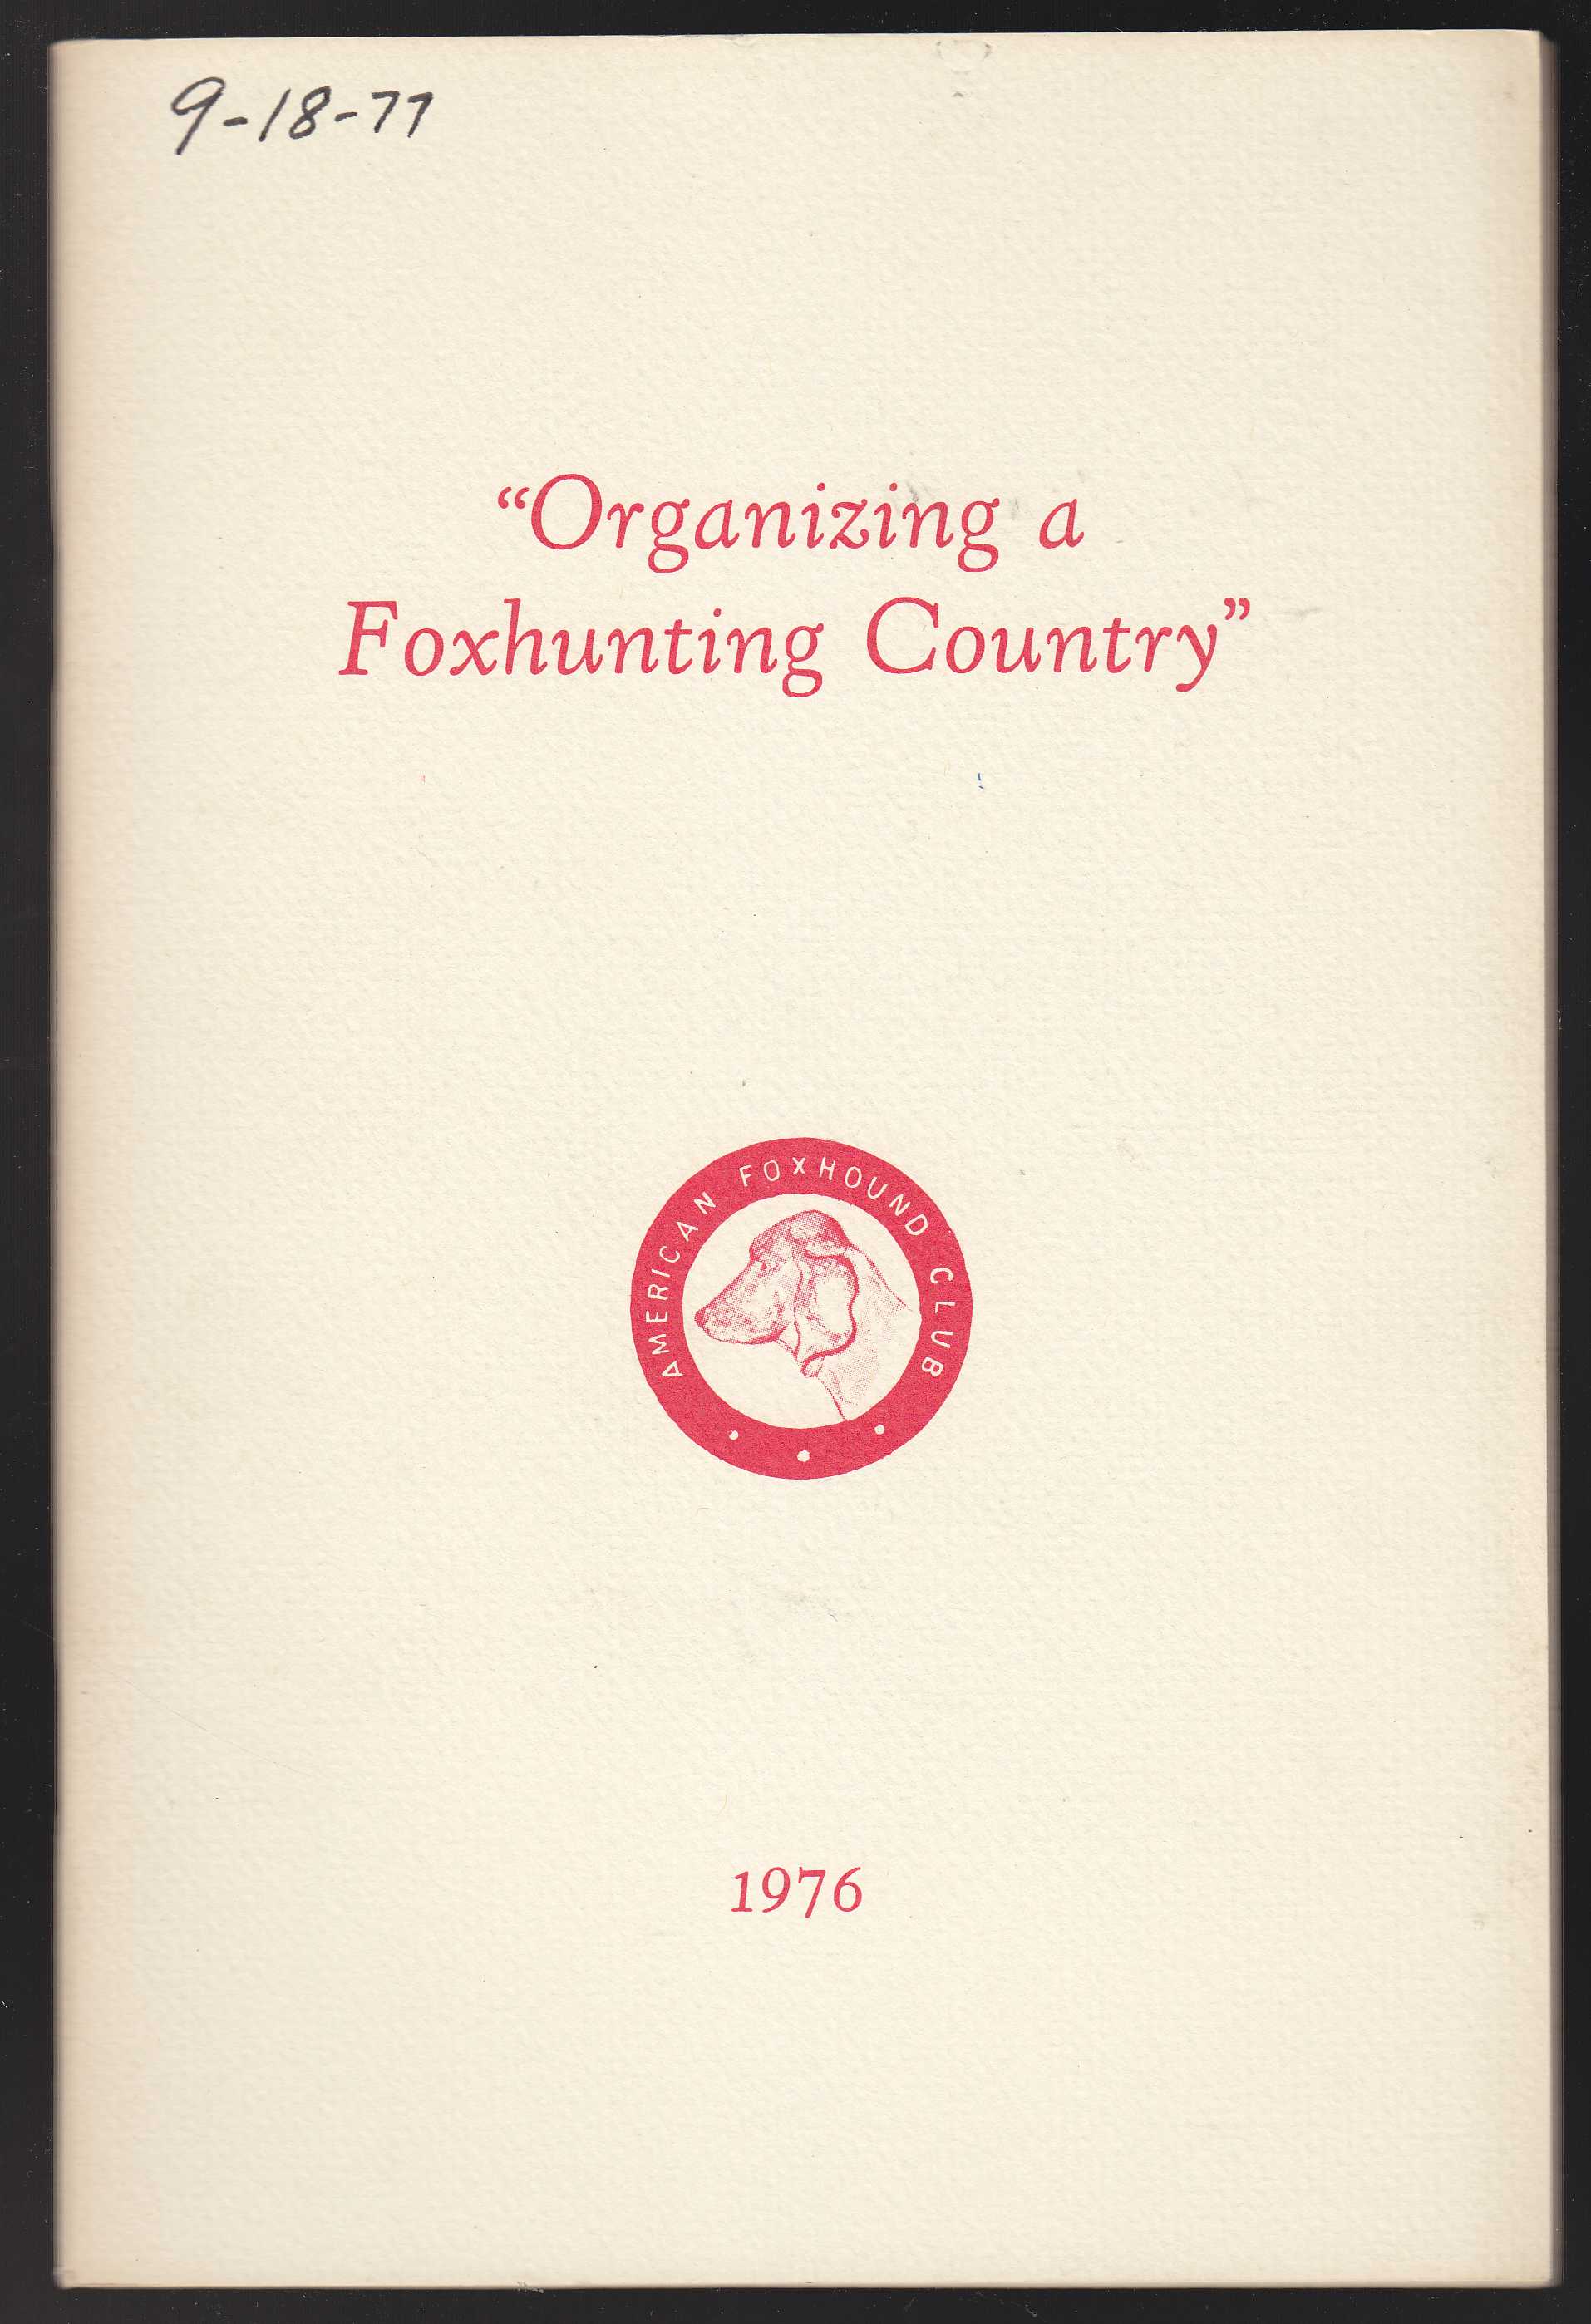 9-18-77
“Organizing a
Foxhunting Country”
AMERICAN FOXHOUND CLUB
1976